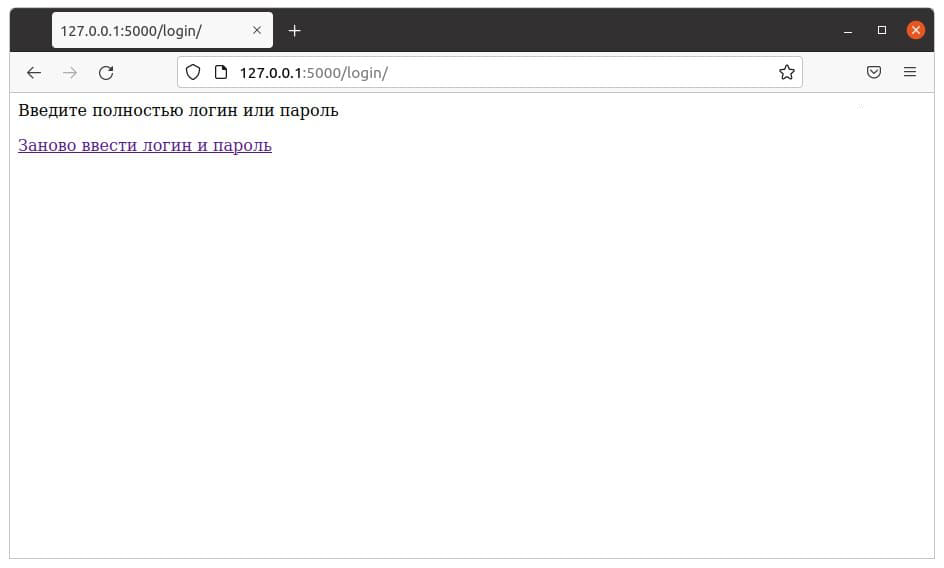 127.0.0.1:5000/login/
127.0.0.1:5000/login/
Введите полностью логин или пароль
Заново ввести логин и пароль